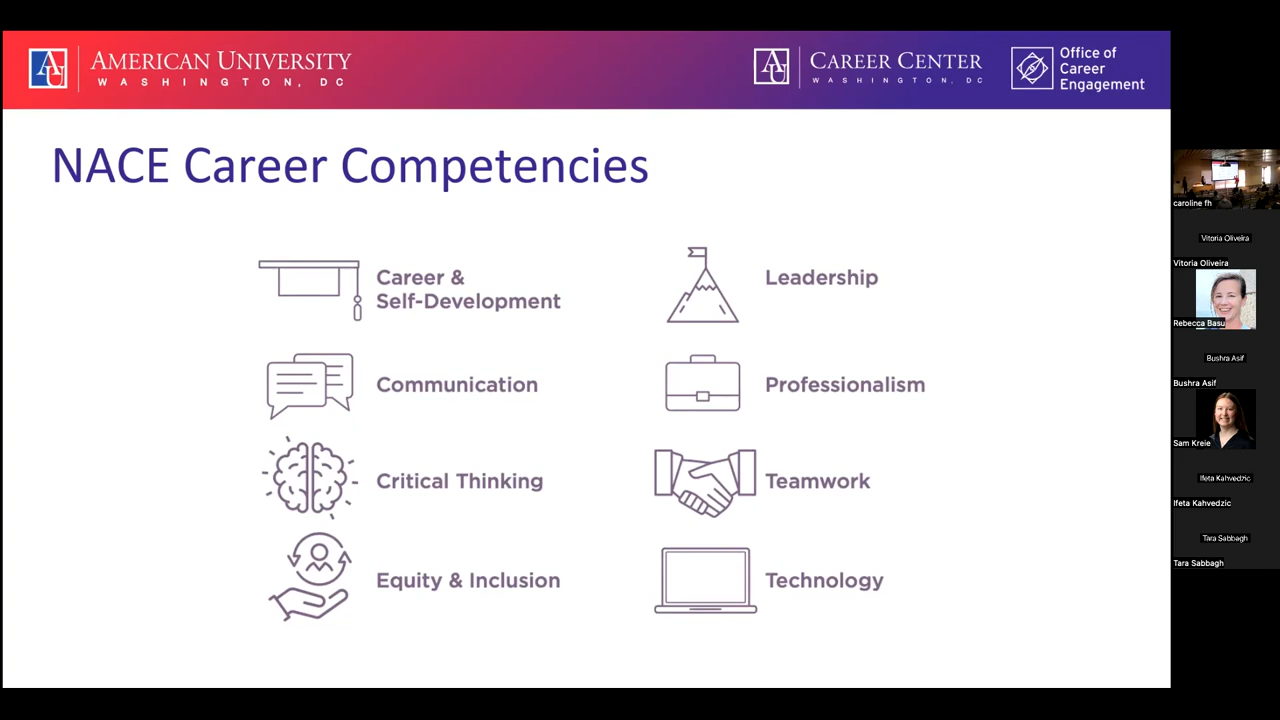 AMERICAN UNIVERSITY
WASHINGTON, DC
CAREER CENTER
WASHINGTON, DC
Office of
Career
Engagement
NACE Career Competencies
Career &
Self-Development
Leadership
Communication
Professionalism
Critical Thinking
Teamwork
Equity & Inclusion
Technology
caroline fh
Vitoria Oliveira
Vitoria Oliveira
Rebecca Basu
Bushra Asif
Bushra Asif
Sam Kreie
Ifeta Kahvedzic
Ifeta Kahvedzic
Tara Sabbagh
Tara Sabbagh